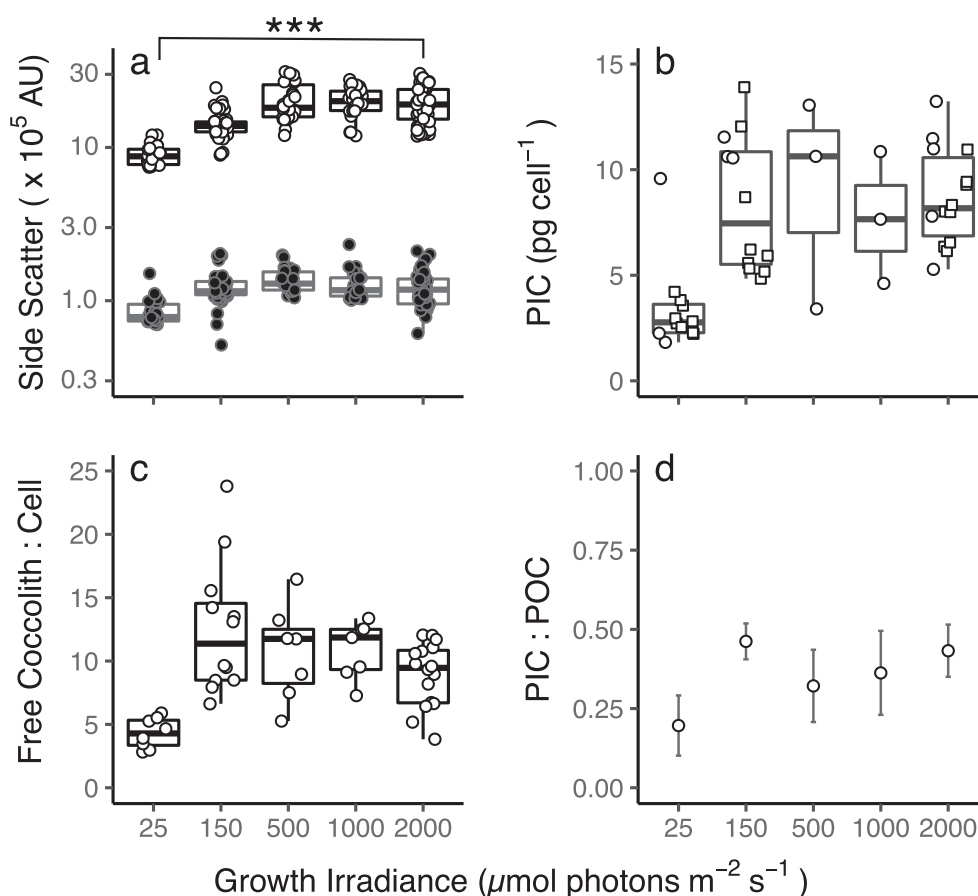 ***
a
Side Scatter ( x 10⁵ AU)
30
10
3.0
1.0
0.3
b
PIC (pg cell⁻¹)
15
10
5
0
c
Free Coccolith : Cell
25
20
15
10
5
0
25 150 500 1000 2000
d
PIC : POC
1.00
0.75
0.50
0.25
0.00
25 150 500 1000 2000
Growth Irradiance (μmol photons m⁻² s⁻¹ )